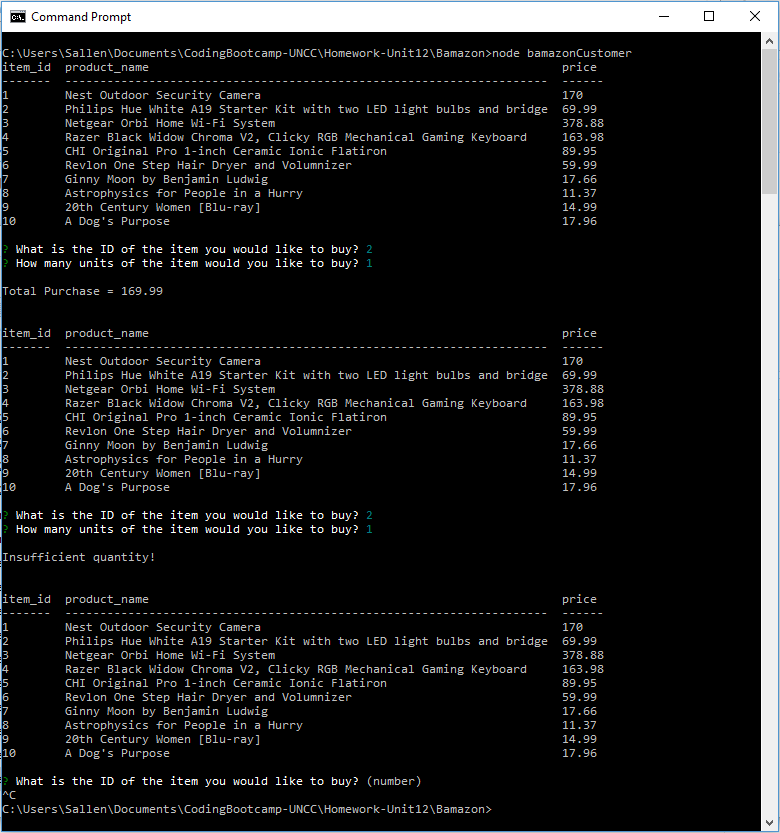 Command Prompt
C:\Users\Sallen\Documents\CodingBootcamp-UNCC\Homework-Unit12\Bamazon>node bamazonCustomer
item_id  product_name                                                           price
-------  ---------------------------------------------------------------------  ------
1        Nest Outdoor Security Camera                                           170
2        Philips Hue White A19 Starter Kit with two LED light bulbs and bridge  69.99
3        Netgear Orbi Home Wi-Fi System                                         378.88
4        Razer Black Widow Chroma V2, Clicky RGB Mechanical Gaming Keyboard     163.98
5        CHI Original Pro 1-inch Ceramic Ionic Flatiron                         89.95
6        Revlon One Step Hair Dryer and Volumnizer                              59.99
7        Ginny Moon by Benjamin Ludwig                                          17.66
8        Astrophysics for People in a Hurry                                     11.37
9        20th Century Women [Blu-ray]                                           14.99
10       A Dog's Purpose                                                        17.96
? What is the ID of the item you would like to buy? 2
? How many units of the item would you like to buy? 1
Total Purchase = 169.99
item_id  product_name                                                           price
-------  ---------------------------------------------------------------------  ------
1        Nest Outdoor Security Camera                                           170
2        Philips Hue White A19 Starter Kit with two LED light bulbs and bridge  69.99
3        Netgear Orbi Home Wi-Fi System                                         378.88
4        Razer Black Widow Chroma V2, Clicky RGB Mechanical Gaming Keyboard     163.98
5        CHI Original Pro 1-inch Ceramic Ionic Flatiron                         89.95
6        Revlon One Step Hair Dryer and Volumnizer                              59.99
7        Ginny Moon by Benjamin Ludwig                                          17.66
8        Astrophysics for People in a Hurry                                     11.37
9        20th Century Women [Blu-ray]                                           14.99
10       A Dog's Purpose                                                        17.96
? What is the ID of the item you would like to buy? 2
? How many units of the item would you like to buy? 1
Insufficient quantity!
item_id  product_name                                                           price
-------  ---------------------------------------------------------------------  ------
1        Nest Outdoor Security Camera                                           170
2        Philips Hue White A19 Starter Kit with two LED light bulbs and bridge  69.99
3        Netgear Orbi Home Wi-Fi System                                         378.88
4        Razer Black Widow Chroma V2, Clicky RGB Mechanical Gaming Keyboard     163.98
5        CHI Original Pro 1-inch Ceramic Ionic Flatiron                         89.95
6        Revlon One Step Hair Dryer and Volumnizer                              59.99
7        Ginny Moon by Benjamin Ludwig                                          17.66
8        Astrophysics for People in a Hurry                                     11.37
9        20th Century Women [Blu-ray]                                           14.99
10       A Dog's Purpose                                                        17.96
? What is the ID of the item you would like to buy? (number)
^C
C:\Users\Sallen\Documents\CodingBootcamp-UNCC\Homework-Unit12\Bamazon>